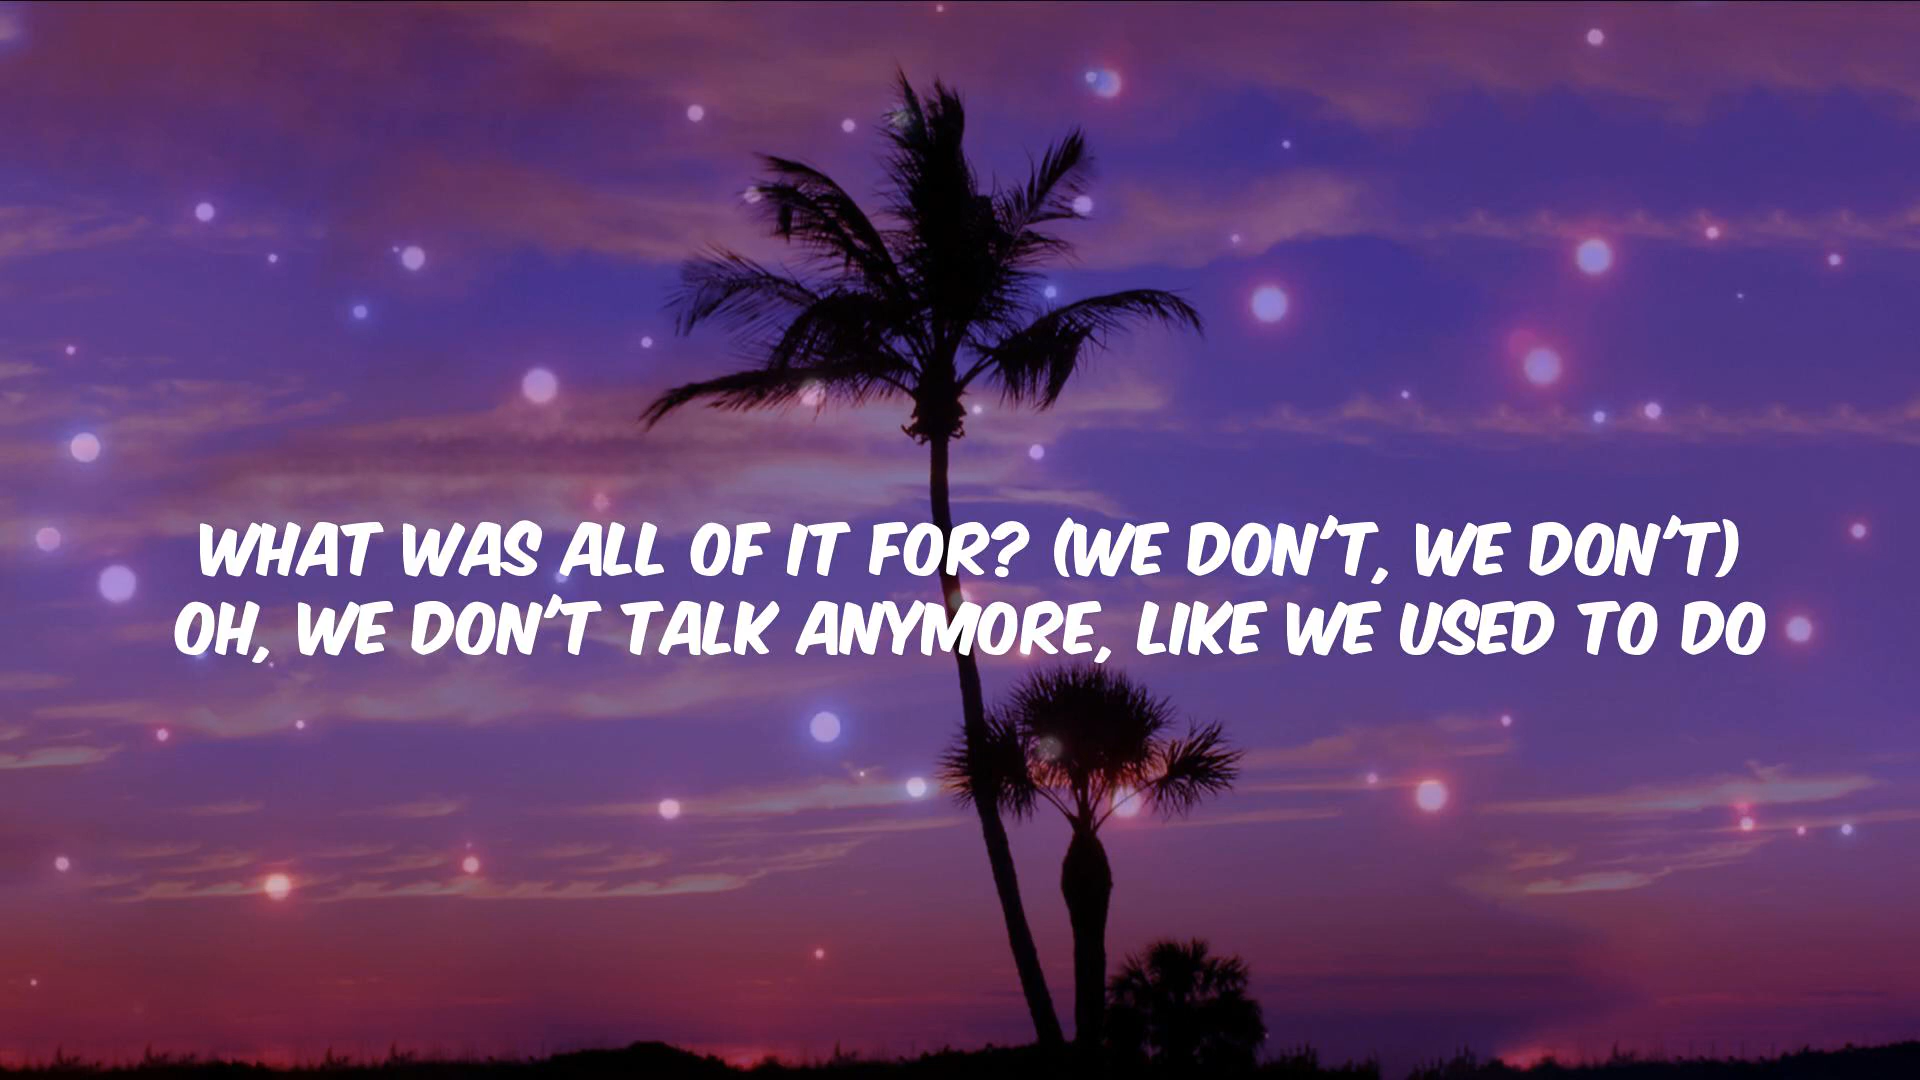 WHAT WAS ALL OF IT FOR? (WE DON'T, WE DON'T)
OH, WE DON'T TALK ANYMORE, LIKE WE USED TO DO